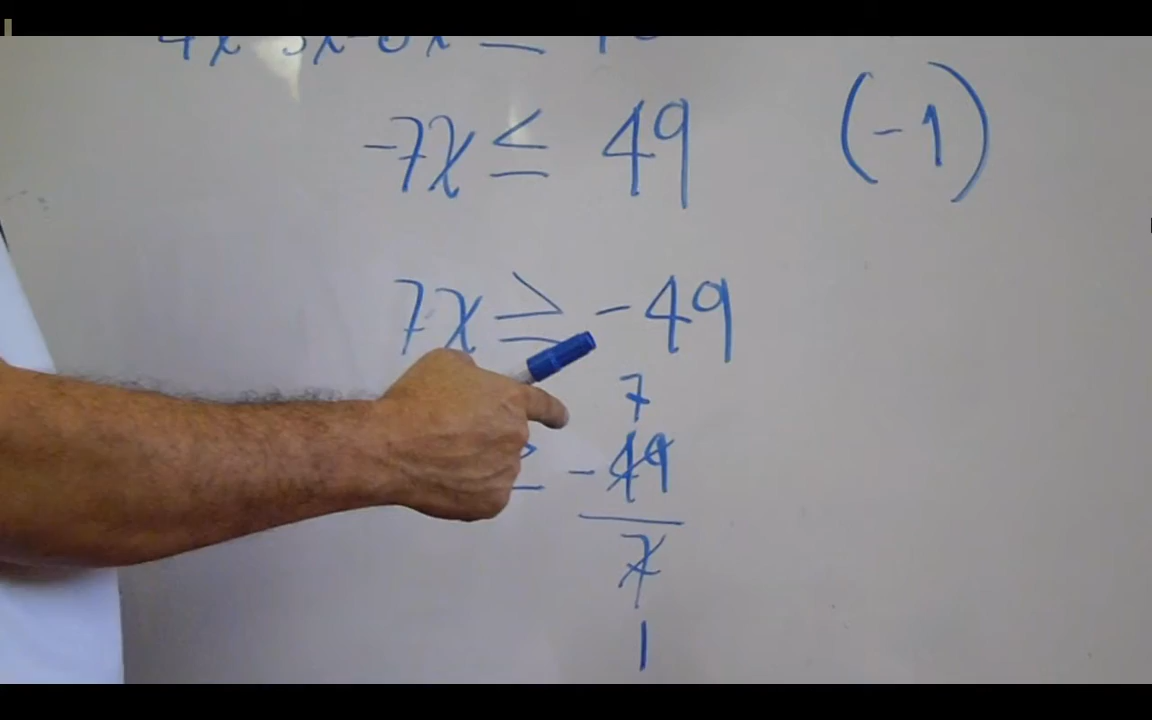 -7x ≤ 49 (-1)
7x ≥ -49
7
≥ -49
7
1